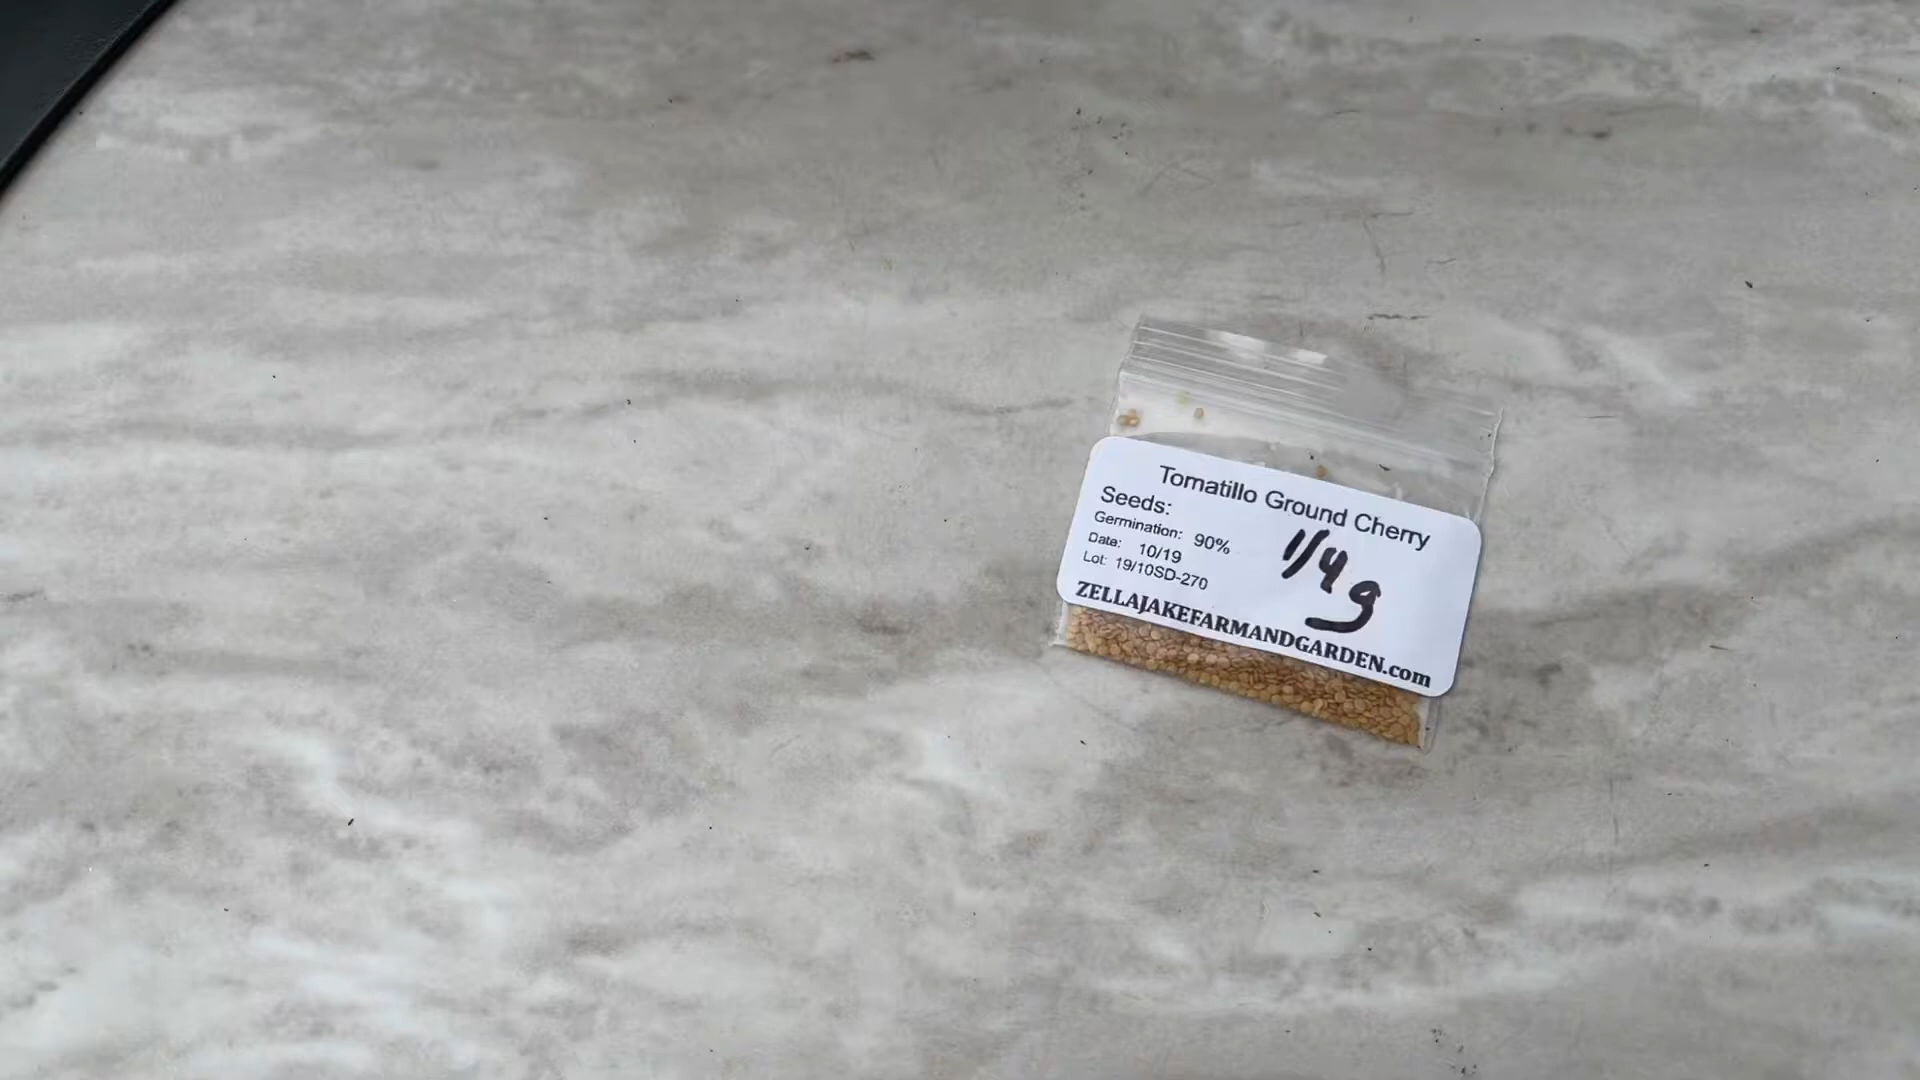 Tomatillo Ground Cherry
Seeds:
Germination: 90%
Date: 10/19
Lot: 19/10SD-270
1/4 g
ZELLAJAKEFARMANDGARDEN.com